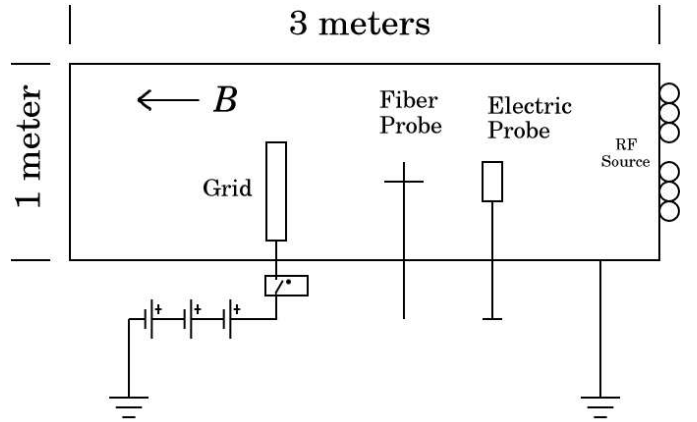 3 meters
1 meter
B
Fiber
Probe
Electric
Probe
RF
Source
Grid
+ + +